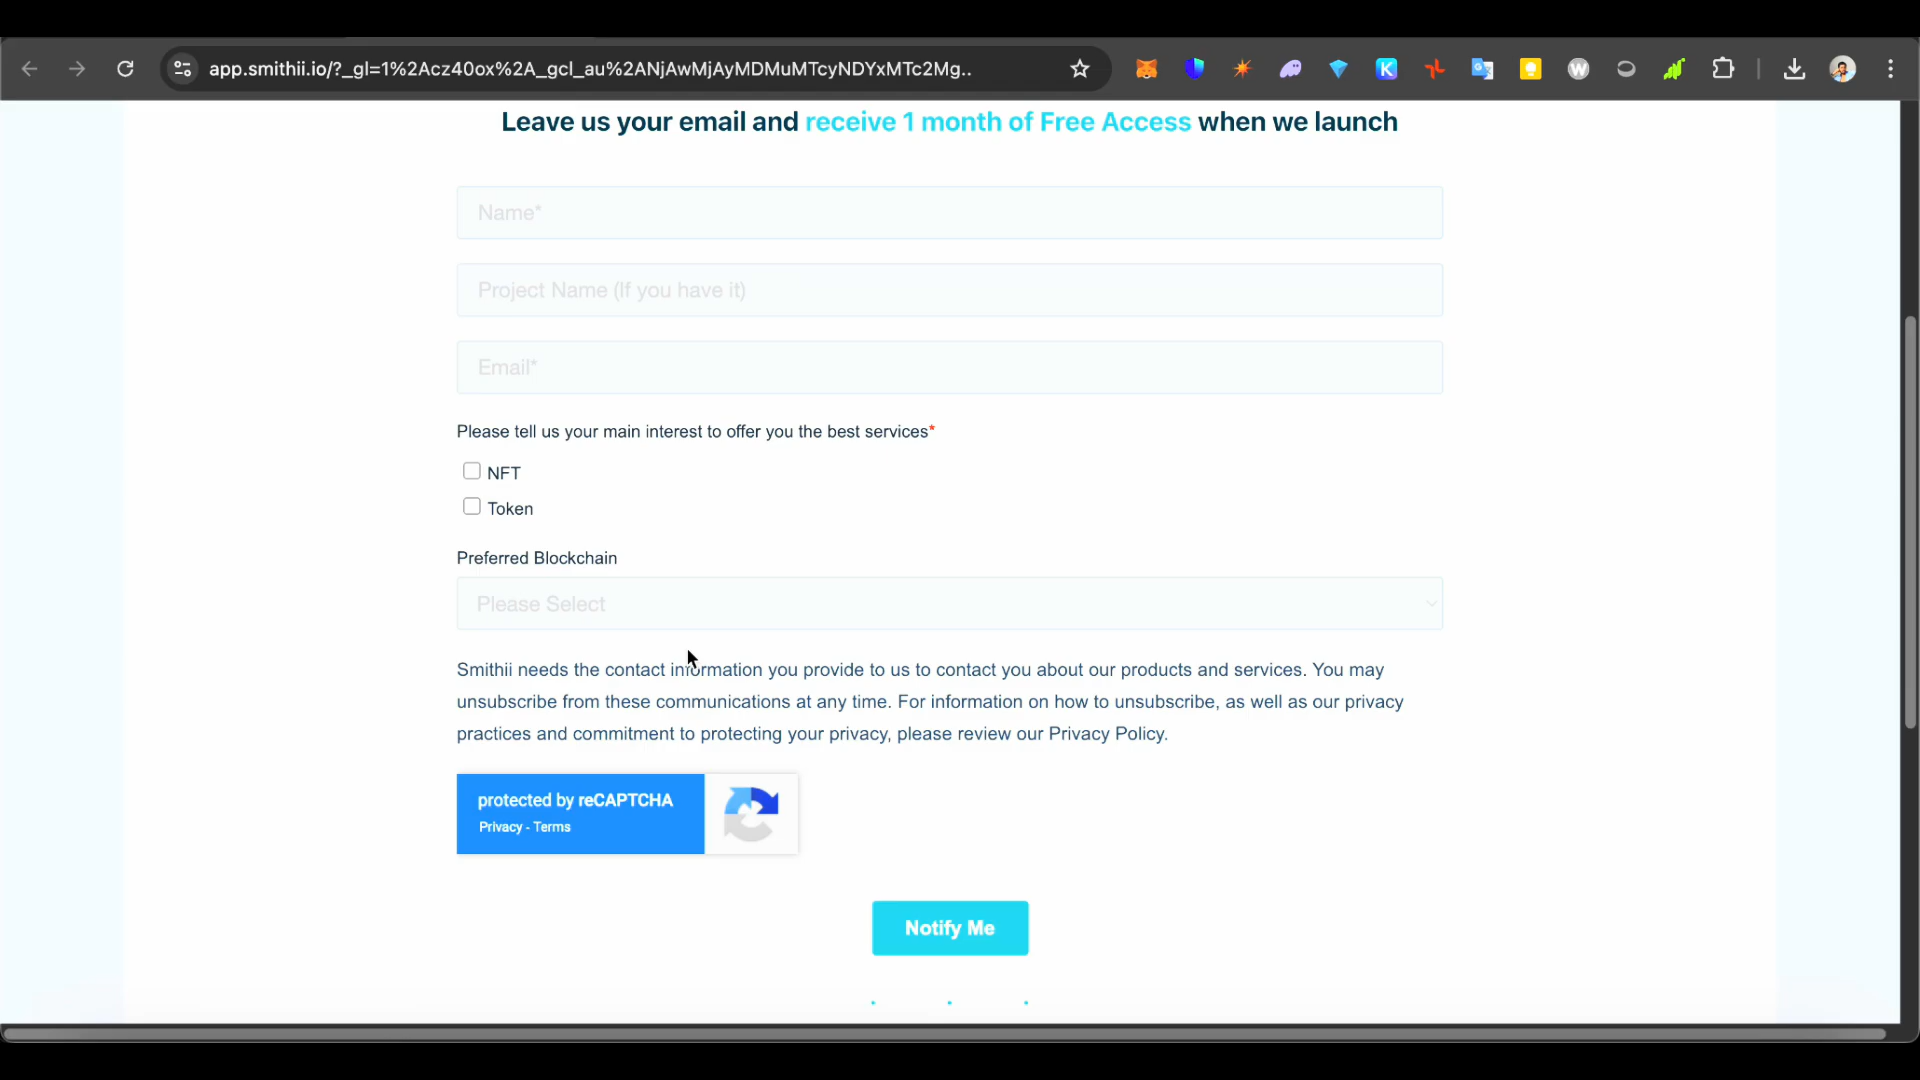 app.smithii.io/?_gl=1%2Acz40ox%2A_gcl_au%2ANjAwMjAyMDMuMTcyNDYxMTc2Mg..
K
W
Leave us your email and receive 1 month of Free Access when we launch
Name*
Project Name (If you have it)
Email*
Please tell us your main interest to offer you the best services*
NFT
Token
Preferred Blockchain
Please Select
Smithii needs the contact information you provide to us to contact you about our products and services. You may
unsubscribe from these communications at any time. For information on how to unsubscribe, as well as our privacy
practices and commitment to protecting your privacy, please review our Privacy Policy.
protected by reCAPTCHA
Privacy - Terms
Notify Me